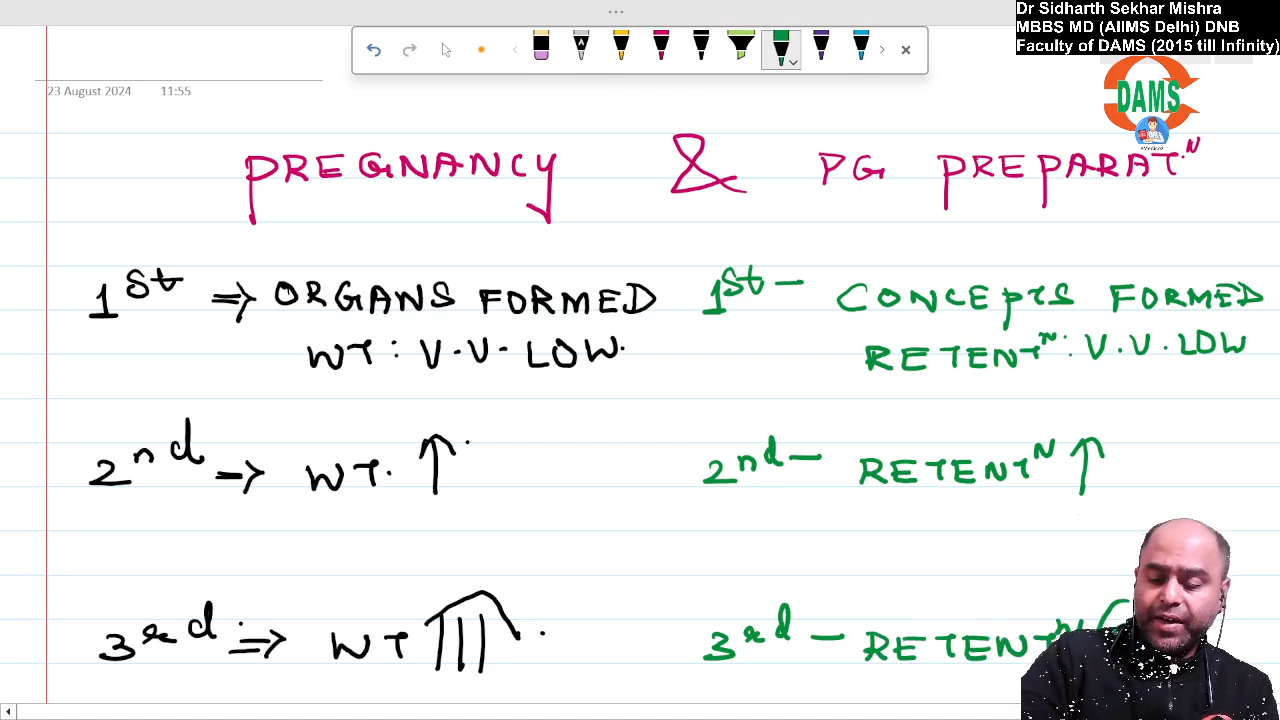 Dr Sidharth Sekhar Mishra
MBBS MD (AIIMS Delhi) DNB
Faculty of DAMS (2015 till Infinity)
DAMS
23 August 2024 11:55
PREGNANCY & PG PREPARAT.N
1st ⇒ ORGANS FORMED
WT: V.V. LOW.
1st — CONCEPTS FORMED
RETENTN: V.V. LOW
2nd → WT. ↑
2nd — RETENTN ↑
3rd ⇒ WT ↑↑↑
3rd — RETENTN